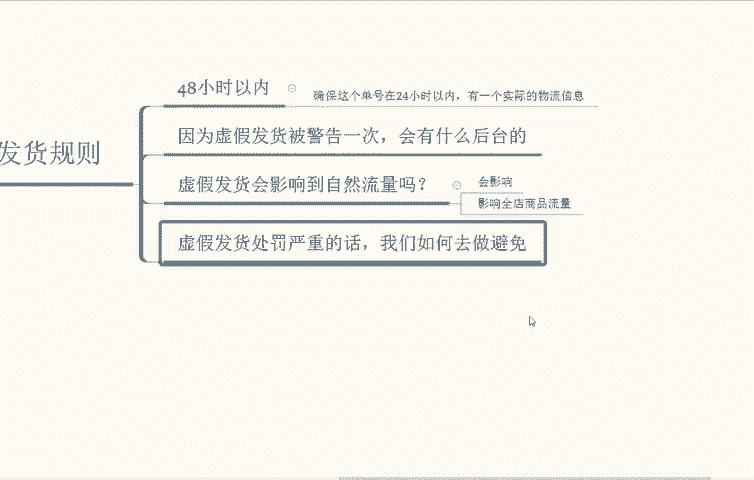 发货规则
48小时以内
确保这个单号在24小时以内，有一个实际的物流信息
因为虚假发货被警告一次，会有什么后台的
虚假发货会影响到自然流量吗？
会影响
影响全店商品流量
虚假发货处罚严重的话，我们如何去做避免